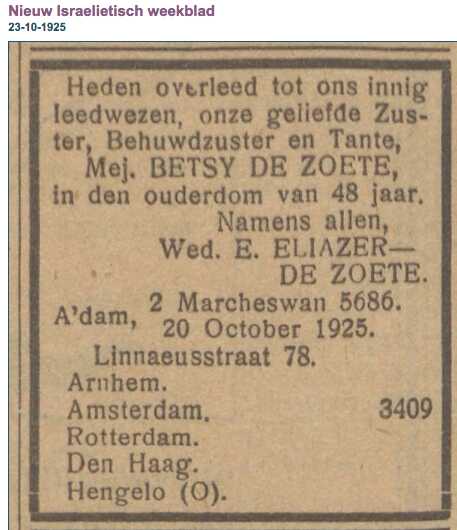 Nieuw Israelietisch weekblad
23-10-1925
Heden overleed tot ons innig
leedwezen, onze geliefde Zus-
ter, Behuwdzuster en Tante,
Mej. BETSY DE ZOETE,
in den ouderdom van 48 jaar.
Namens allen,
Wed. E. ELIAZER—
DE ZOETE.
A'dam, 2 Marcheswan 5686.
20 October 1925.
Linnaeusstraat 78.
Arnhem.
Amsterdam. 3409
Rotterdam.
Den Haag.
Hengelo (O).